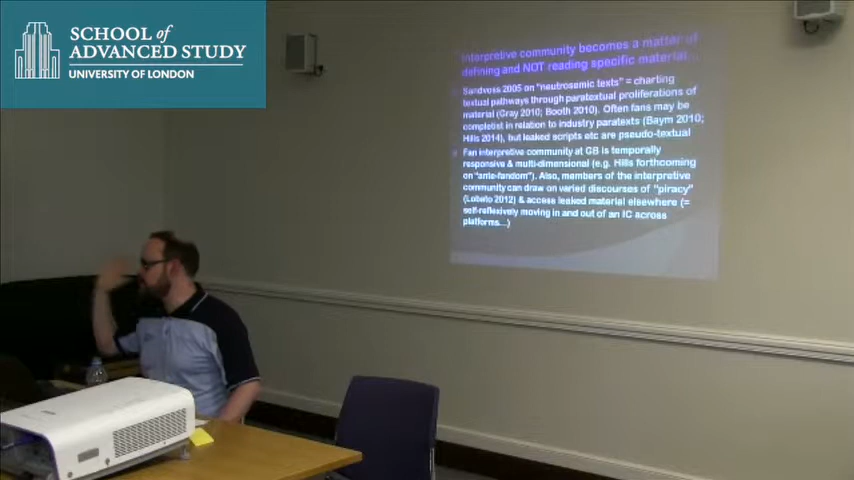 SCHOOL of
ADVANCED STUDY
UNIVERSITY OF LONDON
Interpretive community becomes a matter of
defining and NOT reading specific material...
Sandvoss 2005 on "neutrosemic texts" = charting
textual pathways through paratextual proliferations of
material (Gray 2010; Booth 2010). Often fans may be
completist in relation to industry paratexts (Baym 2010;
Hills 2014), but leaked scripts etc are pseudo-textual
Fan interpretive community at GB is temporally
responsive & multi-dimensional (e.g. Hills forthcoming
on "ante-fandom"). Also, members of the interpretive
community can draw on varied discourses of "piracy"
(Lobato 2012) & access leaked material elsewhere (=
self-reflexively moving in and out of an IC across
platforms...)